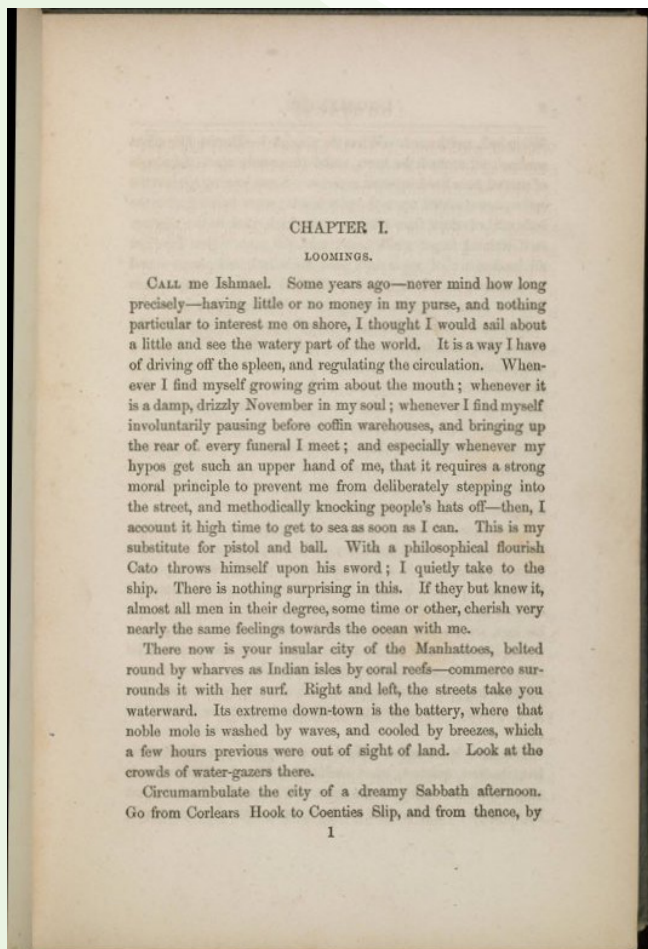 CHAPTER I.
LOOMINGS.
CALL me Ishmael. Some years ago—never mind how long
precisely—having little or no money in my purse, and nothing
particular to interest me on shore, I thought I would sail about
a little and see the watery part of the world. It is a way I have
of driving off the spleen, and regulating the circulation. When-
ever I find myself growing grim about the mouth; whenever it
is a damp, drizzly November in my soul; whenever I find myself
involuntarily pausing before coffin warehouses, and bringing up
the rear of every funeral I meet; and especially whenever my
hypos get such an upper hand of me, that it requires a strong
moral principle to prevent me from deliberately stepping into
the street, and methodically knocking people's hats off—then, I
account it high time to get to sea as soon as I can. This is my
substitute for pistol and ball. With a philosophical flourish
Cato throws himself upon his sword; I quietly take to the
ship. There is nothing surprising in this. If they but knew it,
almost all men in their degree, some time or other, cherish very
nearly the same feelings towards the ocean with me.
There now is your insular city of the Manhattoes, belted
round by wharves as Indian isles by coral reefs—commerce sur-
rounds it with her surf. Right and left, the streets take you
waterward. Its extreme down-town is the battery, where that
noble mole is washed by waves, and cooled by breezes, which
a few hours previous were out of sight of land. Look at the
crowds of water-gazers there.
Circumambulate the city of a dreamy Sabbath afternoon.
Go from Corlears Hook to Coenties Slip, and from thence, by
1